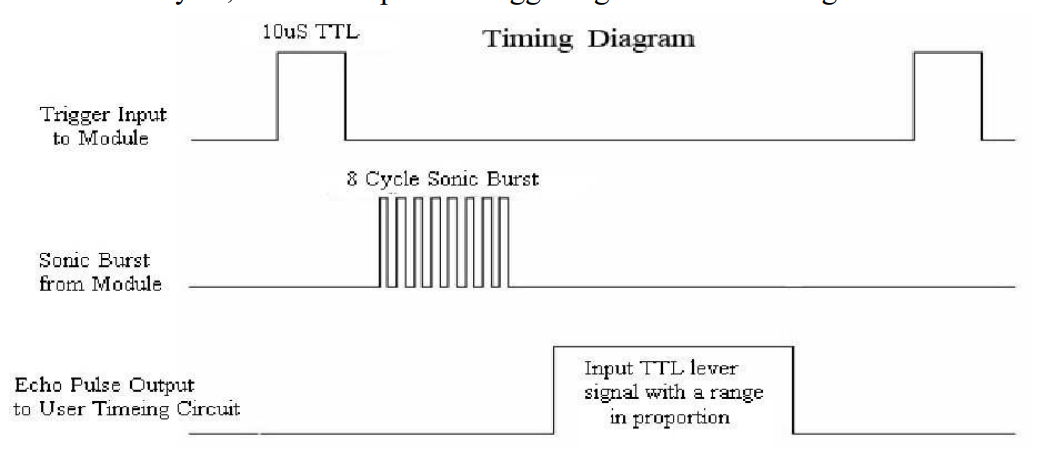 10uS TTL
Timing Diagram
Trigger Input
to Module
8 Cycle Sonic Burst
Sonic Burst
from Module
Input TTL lever
signal with a range
in proportion
Echo Pulse Output
to User Timeing Circuit